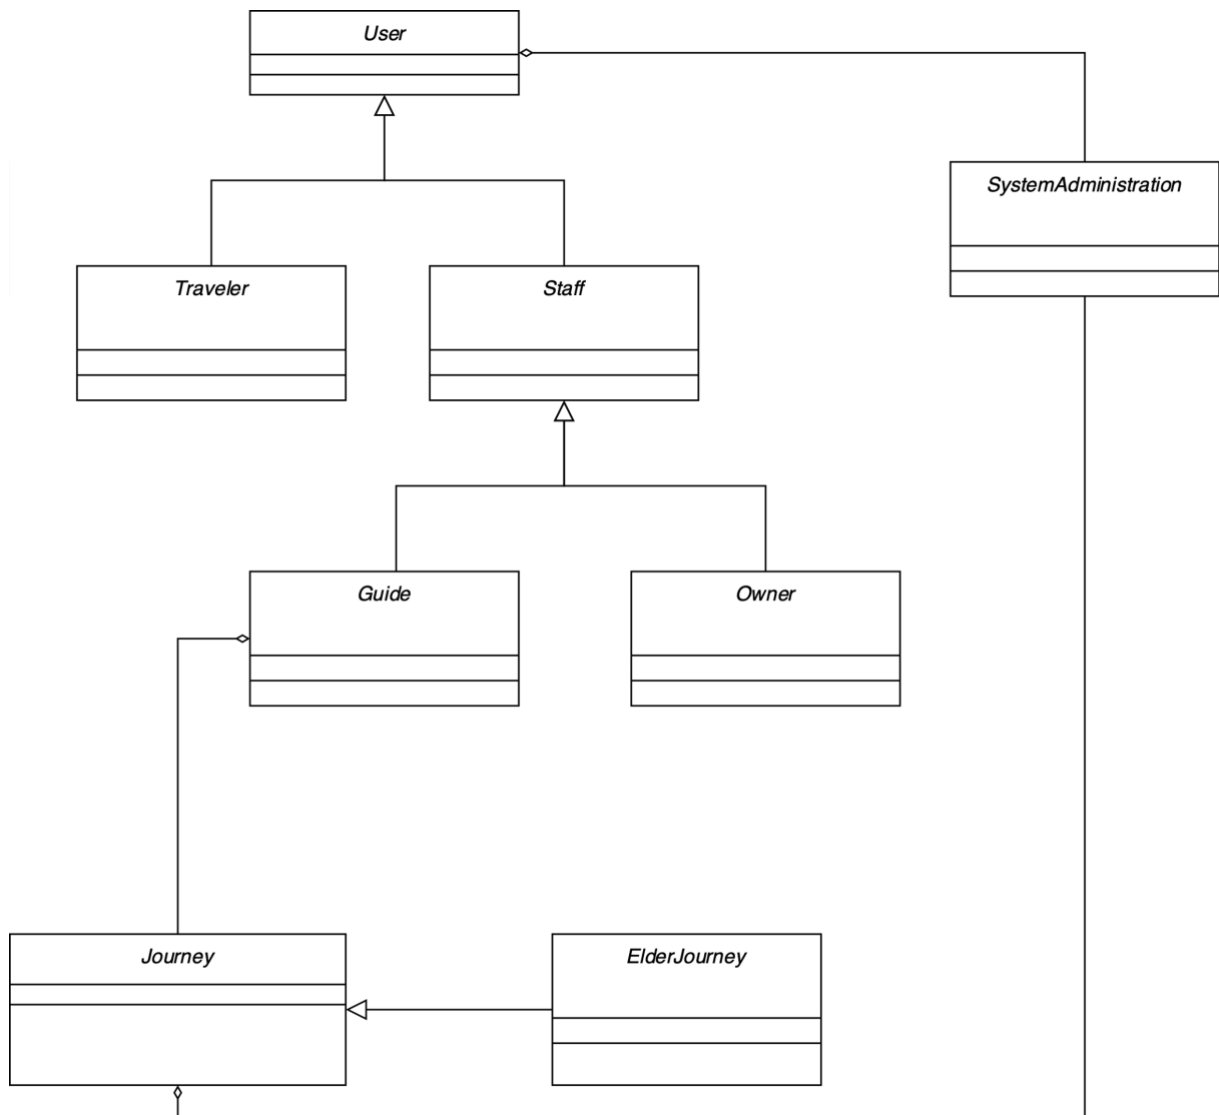 User
SystemAdministration
Traveler
Staff
Guide
Owner
Journey
ElderJourney